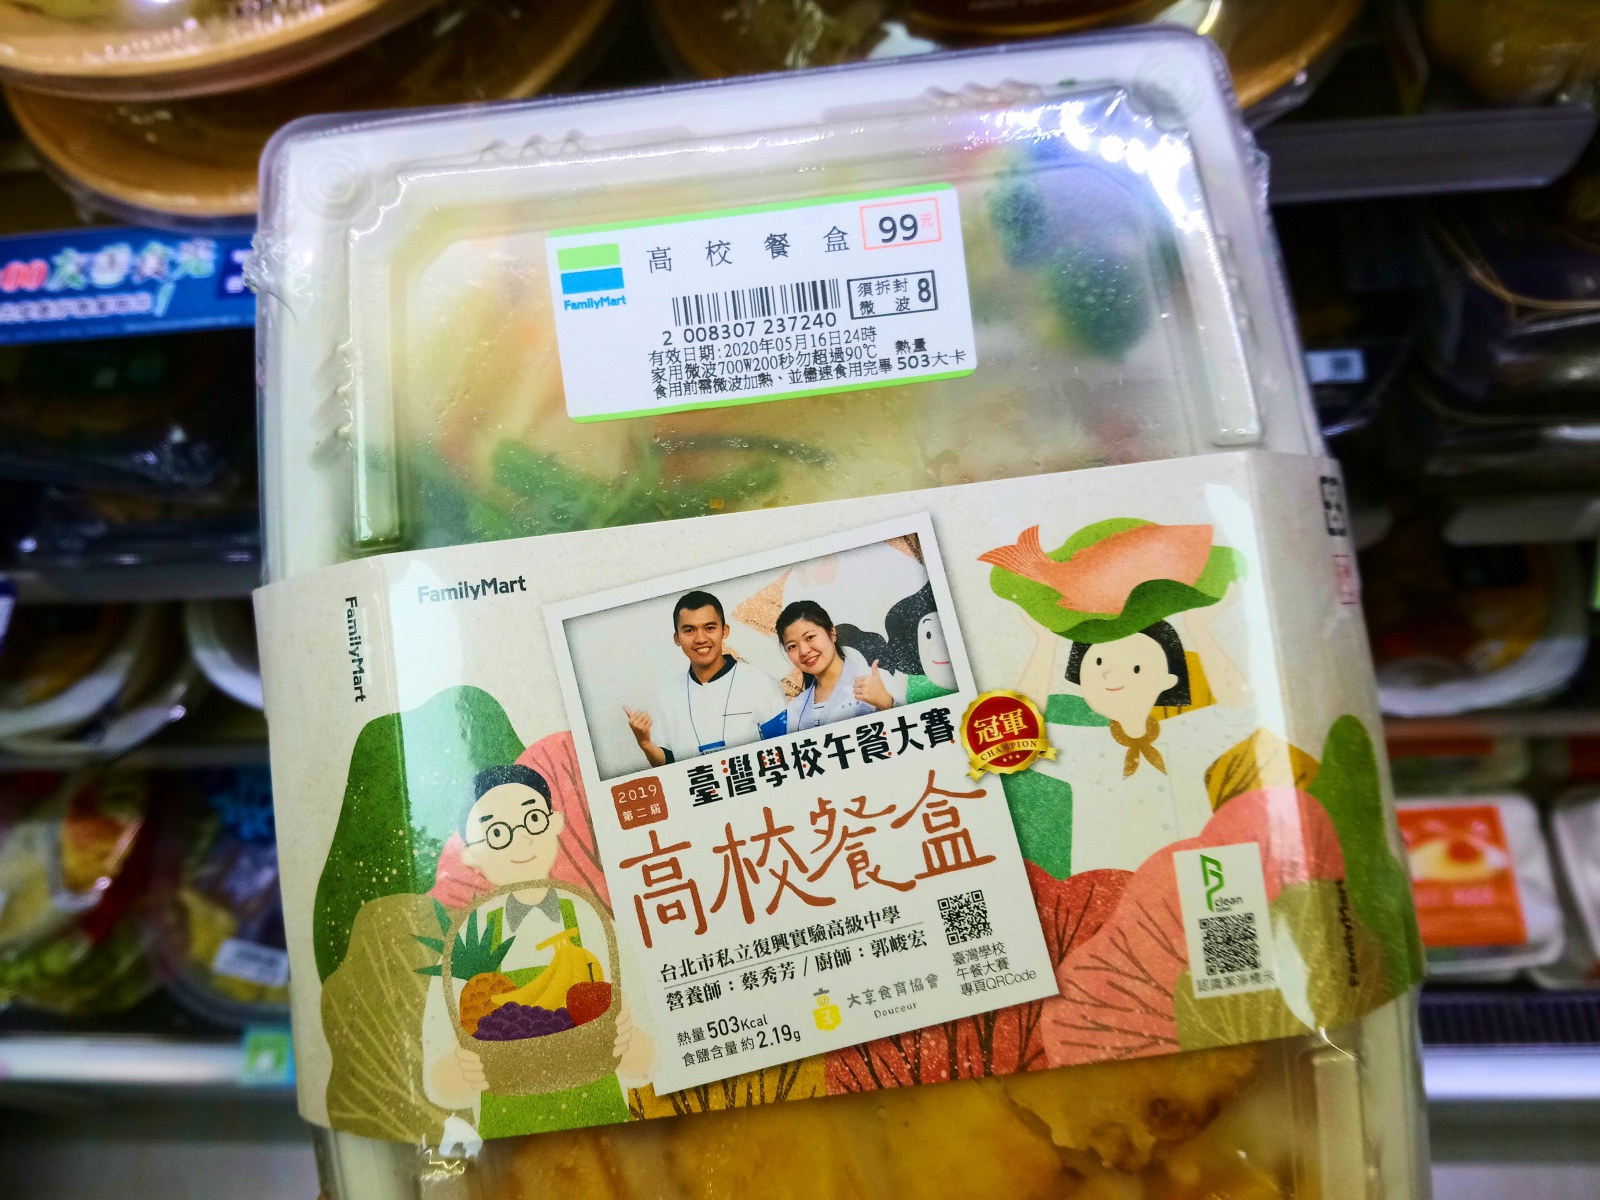 高校餐盒
99元
FamilyMart
須拆封
微波 8
2 008307 237240
有效日期:2020年05月16日24時
家用微波700W200秒勿超過90℃
熱量
食用前需微波加熱、並儘速食用完畢 503大卡
FamilyMart
FamilyMart
臺灣學校午餐大賽
冠軍
CHAMPION
2019
第二屆
高校餐盒
台北市私立復興實驗高級中學
營養師：蔡秀芳 / 廚師：郭峻宏
臺灣學校
午餐大賽
專頁QRCode
大享食育協會
Douceur
熱量503Kcal
食鹽含量約2.19g
clean
label
認識潔淨標示
FamilyMart